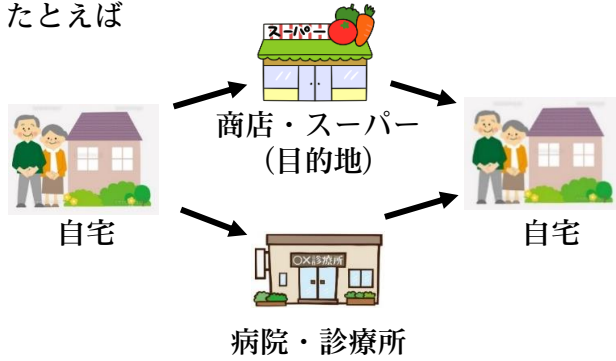 たとえば
スーパー
商店・スーパー
（目的地）
自宅
自宅
〇×診療所
病院・診療所